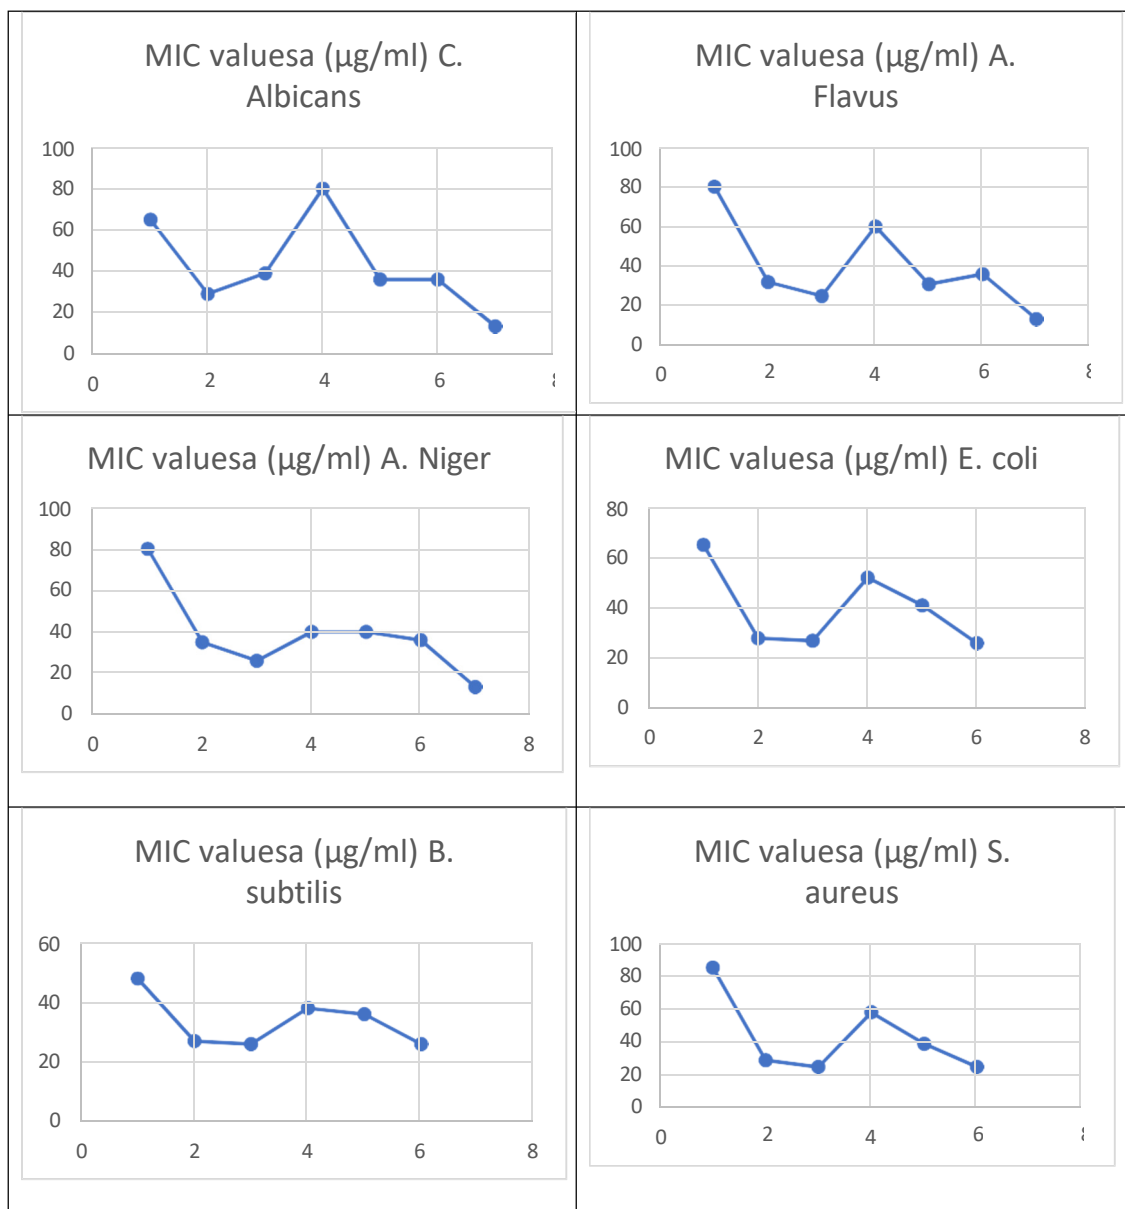 MIC valuesa (μg/ml) C.
Albicans
100
80
60
40
20
0
0 2 4 6
MIC valuesa (μg/ml) A.
Flavus
100
80
60
40
20
0
0 2 4 6
MIC valuesa (μg/ml) A. Niger
100
80
60
40
20
0
0 2 4 6 8
MIC valuesa (μg/ml) E. coli
80
60
40
20
0
0 2 4 6 8
MIC valuesa (μg/ml) B.
subtilis
60
40
20
0
0 2 4 6 8
MIC valuesa (μg/ml) S.
aureus
100
80
60
40
20
0
0 2 4 6